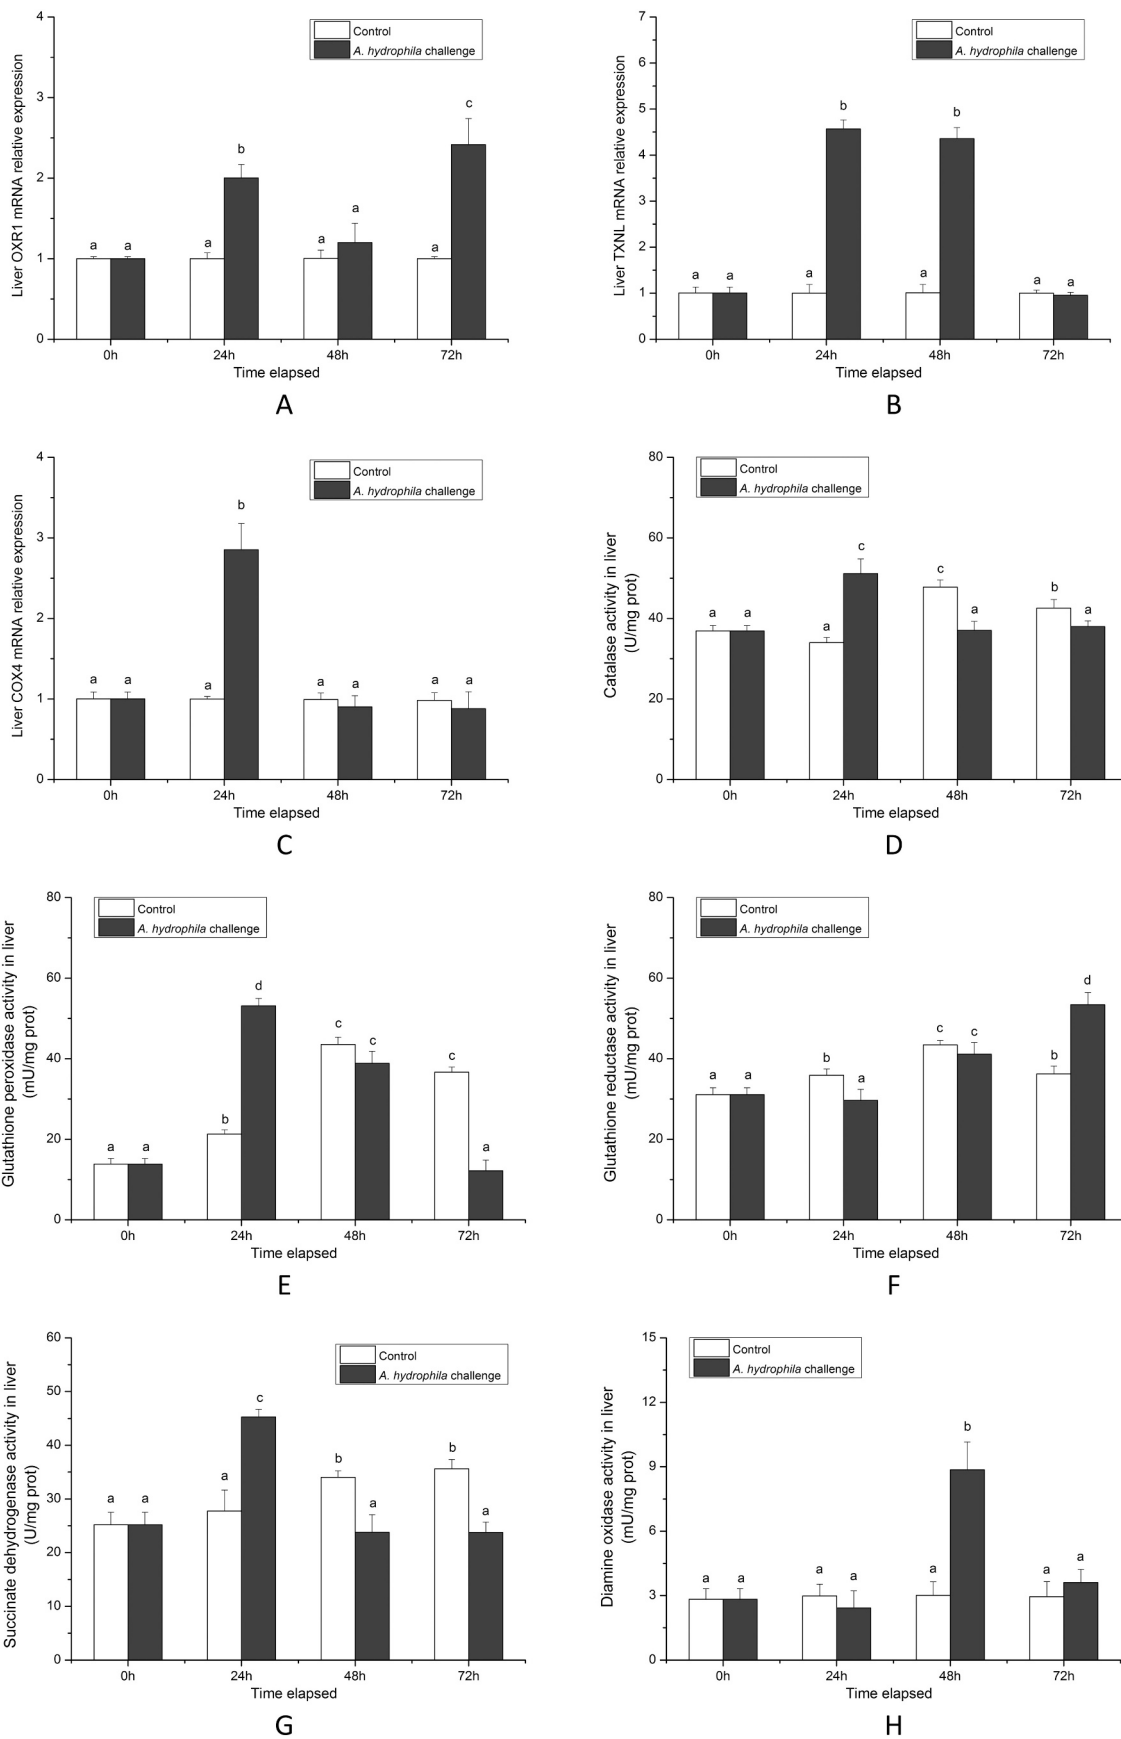 Liver OXR1 mRNA relative expression
4
3
2
1
0
Control
A. hydrophila challenge
a a
a b
a a
a c
0h 24h 48h 72h
Time elapsed
A
Liver TXNL mRNA relative expression
7
6
5
4
3
2
1
0
Control
A. hydrophila challenge
a a
a b
a b
a a
0h 24h 48h 72h
Time elapsed
B
Liver COX4 mRNA relative expression
4
3
2
1
0
Control
A. hydrophila challenge
a a
a b
a a
a a
0h 24h 48h 72h
Time elapsed
C
Catalase activity in liver
(U/mg prot)
80
60
40
20
0
Control
A. hydrophila challenge
a a
a c
c a
b a
0h 24h 48h 72h
Time elapsed
D
Glutathione peroxidase activity in liver
(mU/mg prot)
80
60
40
20
0
Control
A. hydrophila challenge
a a
b d
c c
c a
0h 24h 48h 72h
Time elapsed
E
Glutathione reductase activity in liver
(mU/mg prot)
80
60
40
20
0
Control
A. hydrophila challenge
a a
b a
c c
b d
0h 24h 48h 72h
Time elapsed
F
Succinate dehydrogenase activity in liver
(U/mg prot)
60
50
40
30
20
10
0
Control
A. hydrophila challenge
a a
a c
b a
b a
0h 24h 48h 72h
Time elapsed
G
Diamine oxidase activity in liver
(mU/mg prot)
15
12
9
6
3
0
Control
A. hydrophila challenge
a a
a a
a b
a a
0h 24h 48h 72h
Time elapsed
H